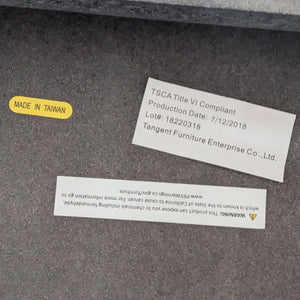 MADE IN TAIWAN
TSCA Title VI Compliant
Production Date: 7/12/2018
Lot#: 18220318
Tangent Furniture Enterprise Co .,Ltd.
WARNING: This product can expose you to chemicals including formaldehyde,
which is known to the State of California to cause cancer. For more information go to
www.P65Warnings.ca.gov/furniture